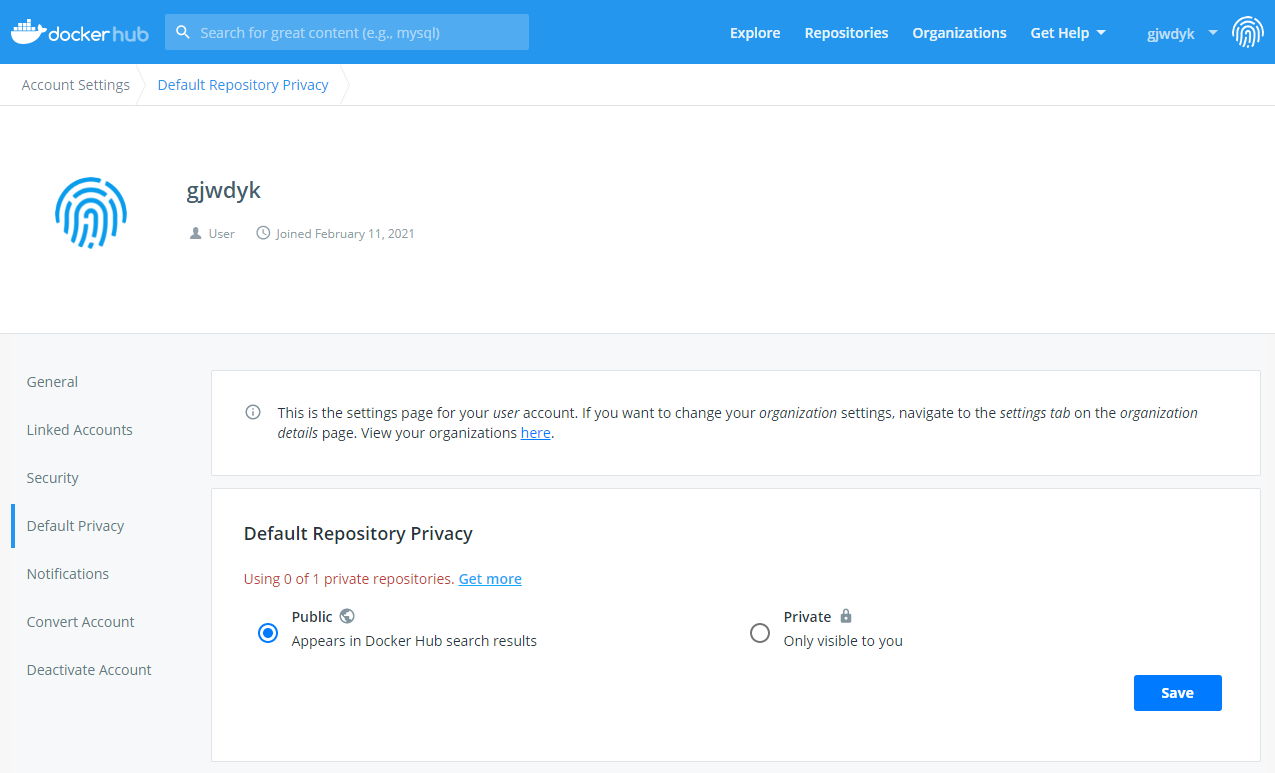 dockerhub
Search for great content (e.g., mysql)
Explore
Repositories
Organizations
Get Help
gjwdyk
Account Settings
Default Repository Privacy
gjwdyk
User
Joined February 11, 2021
General
Linked Accounts
Security
Default Privacy
Notifications
Convert Account
Deactivate Account
This is the settings page for your user account. If you want to change your organization settings, navigate to the settings tab on the organization
details page. View your organizations here.
Default Repository Privacy
Using 0 of 1 private repositories. Get more
Public
Appears in Docker Hub search results
Private
Only visible to you
Save